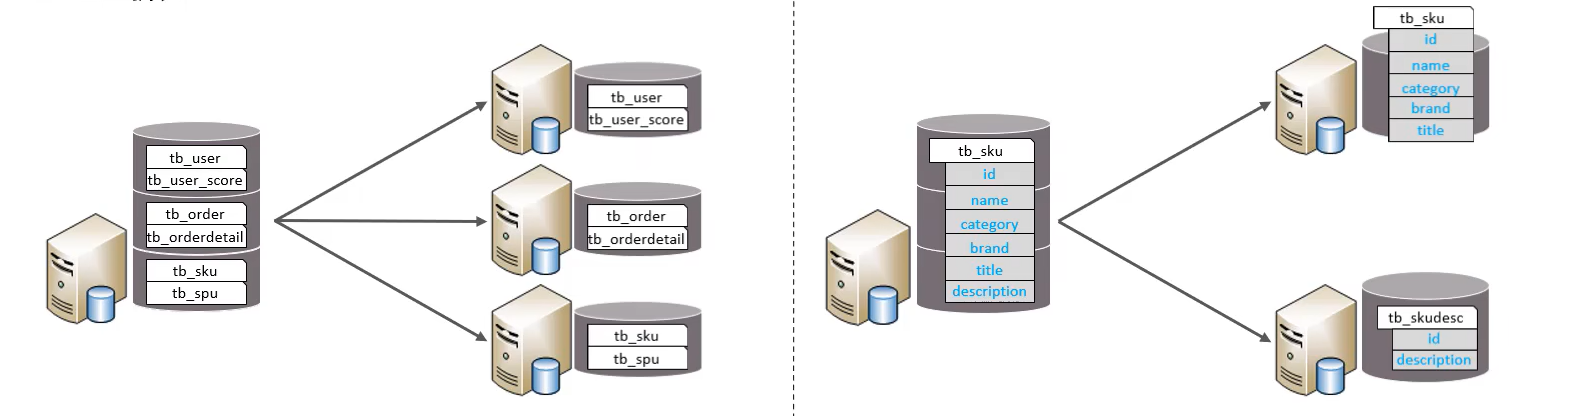 tb_user
tb_user_score
tb_order
tb_orderdetail
tb_sku
tb_spu
tb_user
tb_user_score
tb_order
tb_orderdetail
tb_sku
tb_spu
tb_sku
id
name
category
brand
title
description
tb_sku
id
name
category
brand
title
tb_skudesc
id
description